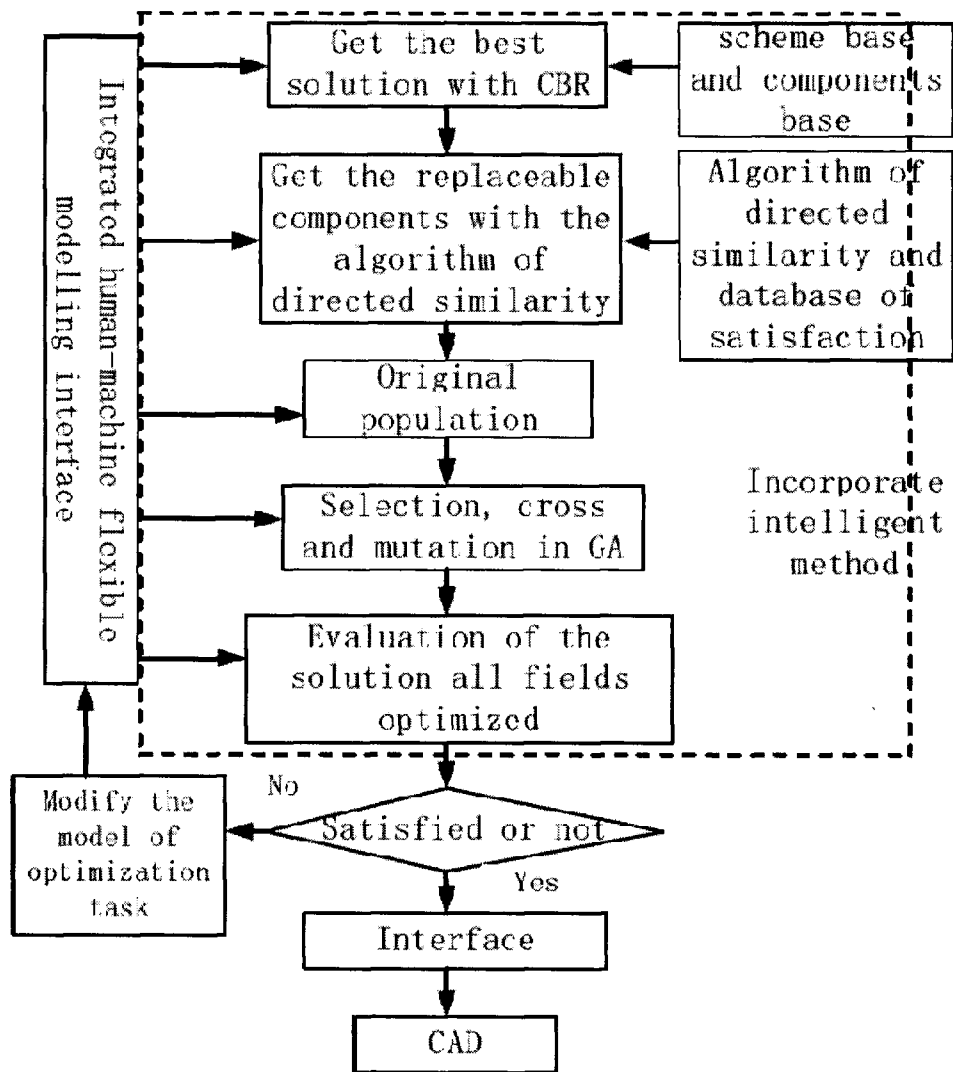 Get the best
solution with CBR
scheme base
and components
base
Get the replaceable
components with the
algorithm of
directed similarity
Algorithm of
directed
similarity and
database of
satisfaction
Integrated human-machine floxible
modelling interface
Original
population
Selection, cross
and mutation in GA
Incorporate
intelligent
method
Evaluation of the
solution all fields
optimized
No
Satisfied or not
Yes
Modify the
model of
optimization
task
Interface
CAD